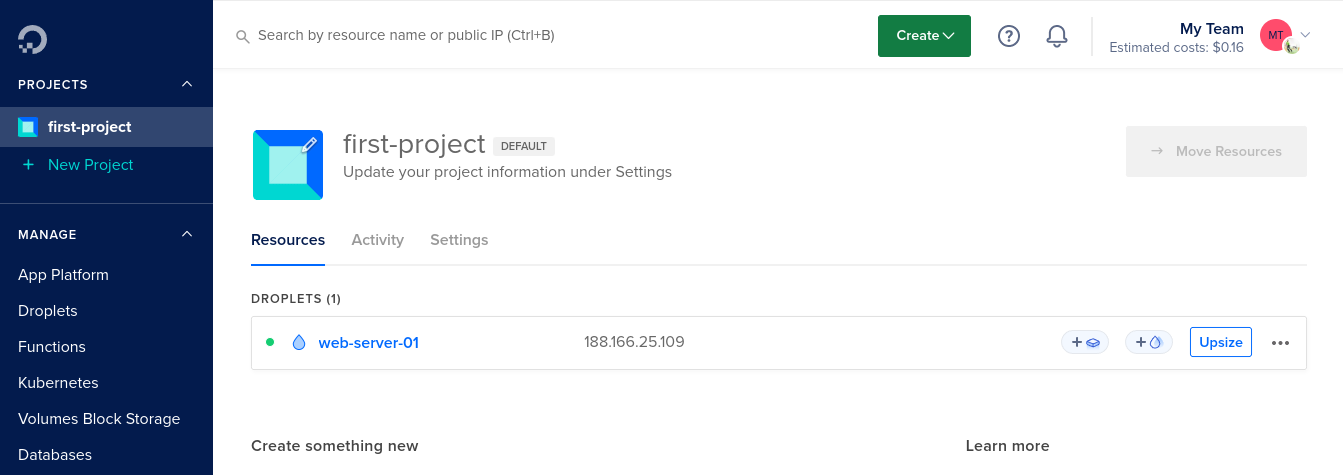 Search by resource name or public IP (Ctrl+B)
Create
My Team
Estimated costs: $0.16
MT
PROJECTS
first-project
+ New Project
MANAGE
App Platform
Droplets
Functions
Kubernetes
Volumes Block Storage
Databases
first-project DEFAULT
Update your project information under Settings
→ Move Resources
Resources Activity Settings
DROPLETS (1)
web-server-01 188.166.25.109 + + Upsize ...
Create something new
Learn more